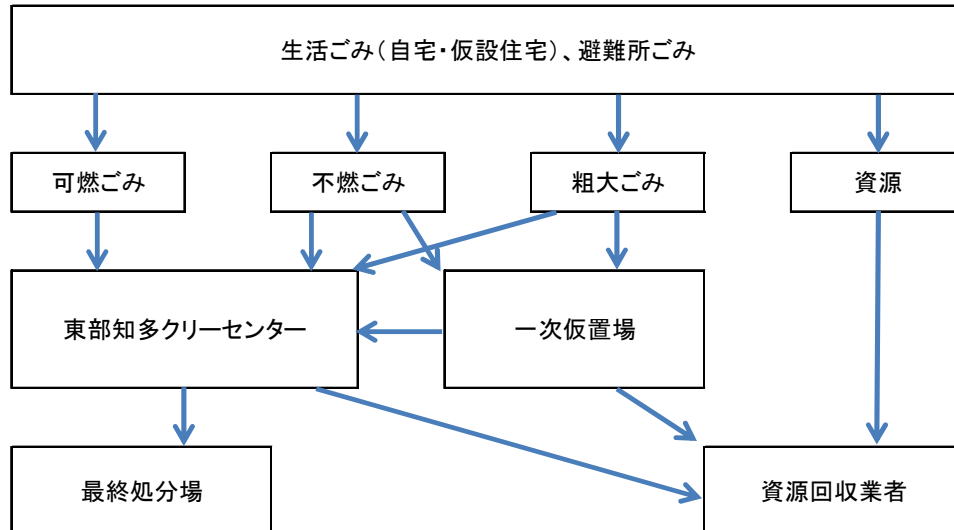 生活ごみ(自宅・仮設住宅)、避難所ごみ
可燃ごみ
不燃ごみ
粗大ごみ
資源
東部知多クリーセンター
一次仮置場
最終処分場
資源回収業者